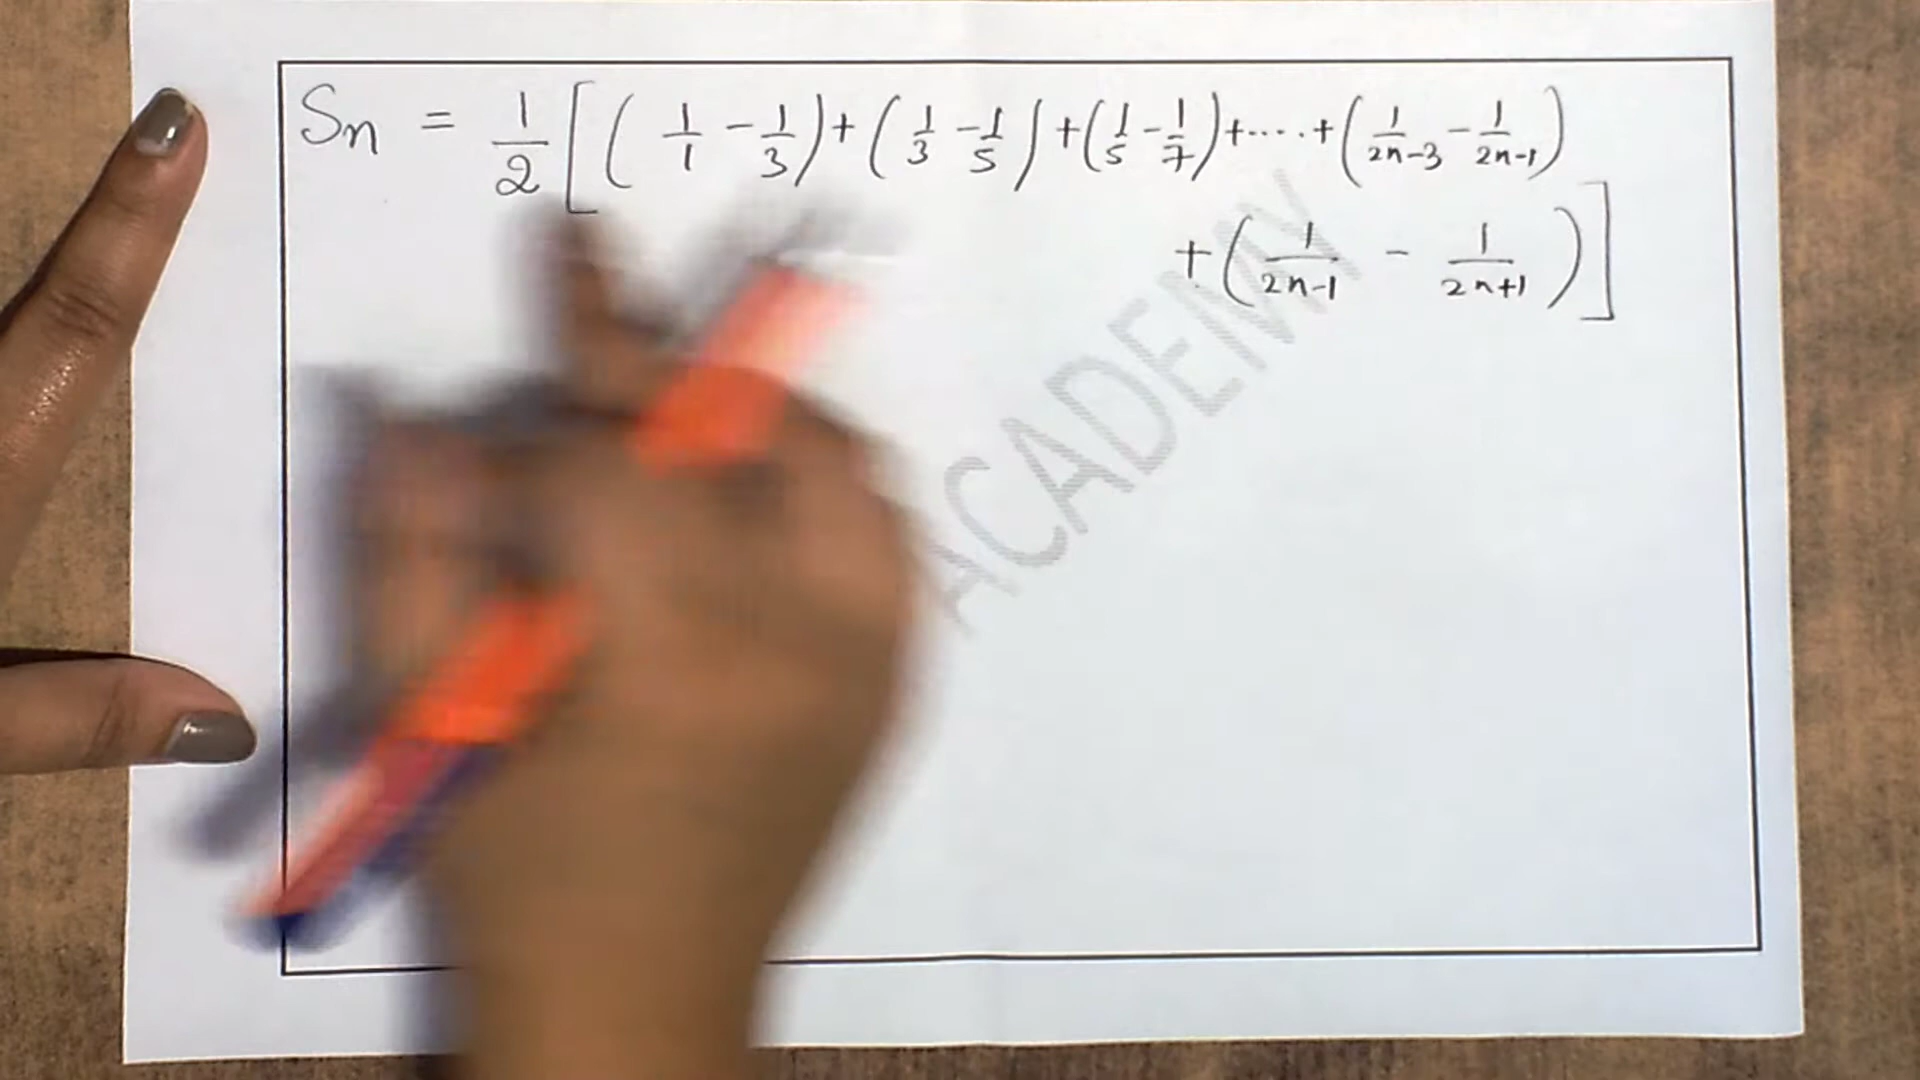 Sn = 1/2 [ ( 1/1 - 1/3 ) + ( 1/3 - 1/5 ) + ( 1/5 - 1/7 ) + ..... + ( 1/2n-3 - 1/2n-1 )
+ ( 1/2n-1 - 1/2n+1 ) ]
ACADEMY